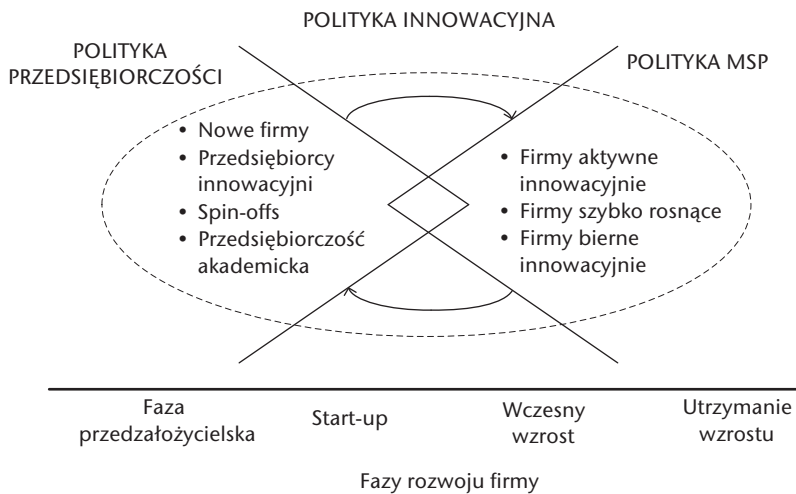 POLITYKA INNOWACYJNA
POLITYKA
PRZEDSIĘBIORCZOŚCI
POLITYKA MSP
• Nowe firmy
• Przedsiębiorcy
innowacyjni
• Spin-offs
• Przedsiębiorczość
akademicka
• Firmy aktywne
innowacyjnie
• Firmy szybko rosnące
• Firmy bierne
innowacyjnie
Faza
przedzałożycielska
Start-up
Wczesny
wzrost
Utrzymanie
wzrostu
Fazy rozwoju firmy